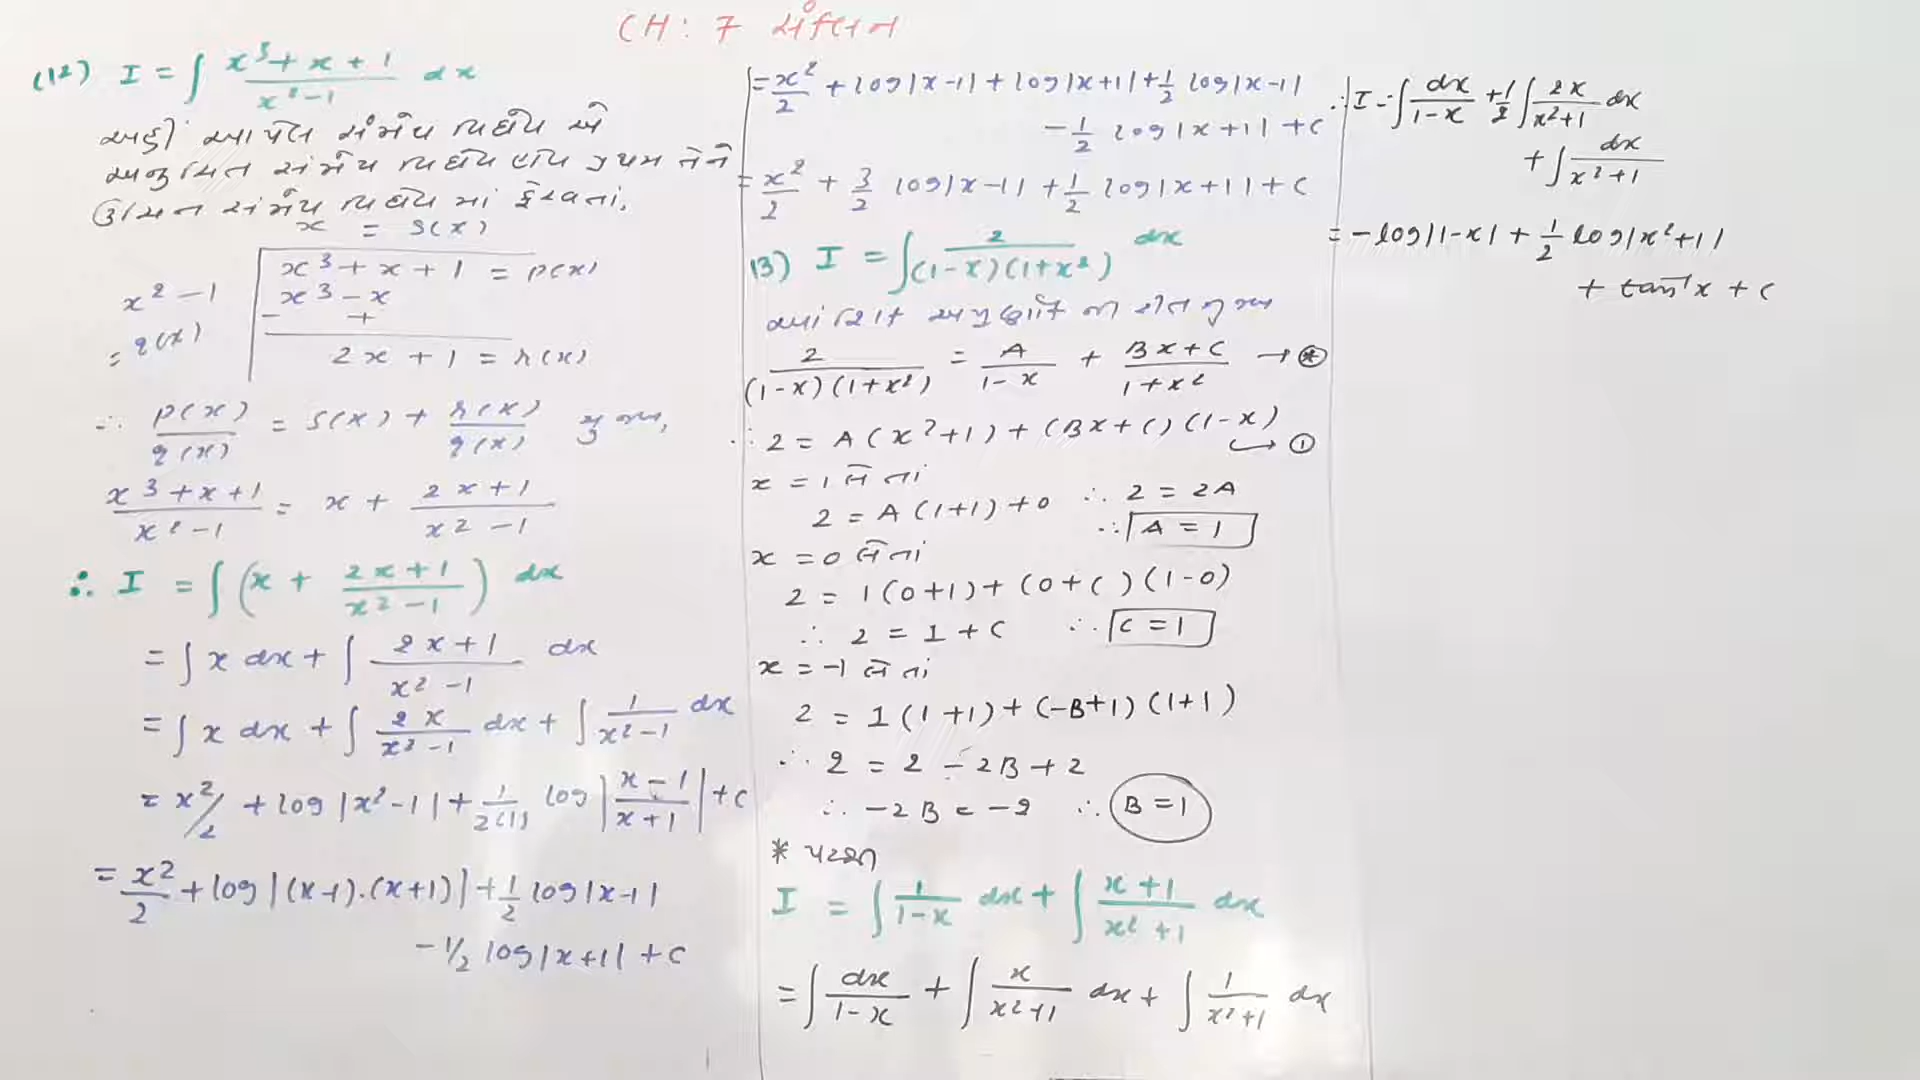 CH: 7 સંકલન
(12) I = ∫ x³ + x + 1 / x² - 1 dx
અહીં આપેલ સંમેય વિધેય એ
અનુચિત સંમેય વિધેય હોય પ્રથમ તેને
ઉચિત સંમેય વિધેય માં ફેરવતાં,
x = S(x)
x² - 1 = q(x)
x³ + x + 1 = p(x)
x³ - x
- +
2x + 1 = r(x)
∴ p(x)/q(x) = S(x) + r(x)/q(x)
x³ + x + 1 / x² - 1 = x + 2x + 1 / x² - 1
∴ I = ∫ (x + 2x + 1 / x² - 1) dx
= ∫ x dx + ∫ 2x + 1 / x² - 1 dx
= ∫ x dx + ∫ 2x / x² - 1 dx + ∫ 1 / x² - 1 dx
= x²/2 + log |x² - 1| + 1/2(1) log |x - 1 / x + 1| + c
= x²/2 + log |(x - 1).(x + 1)| + 1/2 log |x - 1|
- 1/2 log |x + 1| + c
= x²/2 + log |x - 1| + log |x + 1| + 1/2 log |x - 1|
- 1/2 log |x + 1| + c
= x²/2 + 3/2 log |x - 1| + 1/2 log |x + 1| + c
13) I = ∫ 2 / (1 - x)(1 + x²) dx
2 / (1 - x)(1 + x²) = A / 1 - x + Bx + C / 1 + x² → ⊛
∴ 2 = A(x² + 1) + (Bx + C)(1 - x)
→ ①
x = 1 લેતાં
2 = A(1 + 1) + 0 ∴ 2 = 2A
∴ A = 1
x = 0 લેતાં
2 = 1(0 + 1) + (0 + C)(1 - 0)
∴ 2 = 1 + C ∴ C = 1
x = -1 લેતાં
2 = 1(1 + 1) + (-B + 1)(1 + 1)
∴ 2 = 2 - 2B + 2
∴ -2B = -2 ∴ B = 1
* પરથી
I = ∫ 1 / 1 - x dx + ∫ x + 1 / x² + 1 dx
= ∫ dx / 1 - x + ∫ x / x² + 1 dx + ∫ 1 / x² + 1 dx
∴ I = ∫ dx / 1 - x + 1/2 ∫ 2x / x² + 1 dx
+ ∫ dx / x² + 1
= - log |1 - x| + 1/2 log |x² + 1|
+ tan⁻¹x + c